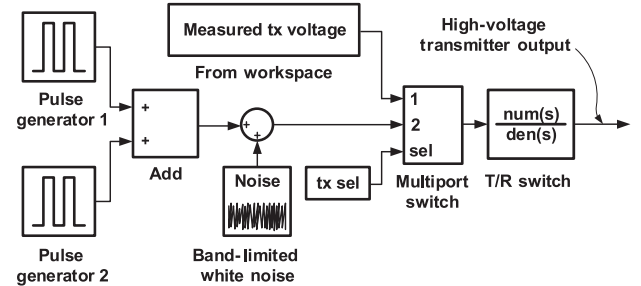 High-voltage
transmitter output
Measured tx voltage
From workspace
Pulse
generator 1
+
+
Add
+
+
1
2
sel
num(s)
den(s)
Noise
tx sel
Multiport
switch
T/R switch
Pulse
generator 2
Band-limited
white noise